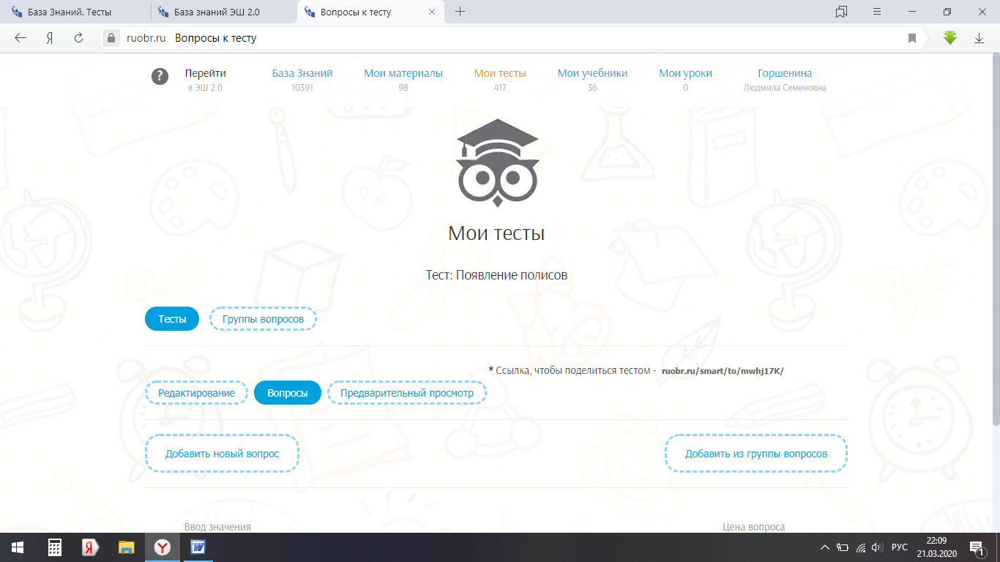 База Знаний. Тесты
База знаний ЭШ 2.0
Вопросы к тесту
Я
ruobr.ru Вопросы к тесту
?
Перейти
в ЭШ 2.0
База Знаний
10391
Мои материалы
98
Мои тесты
417
Мои учебники
36
Мои уроки
0
Горшенина
Людмила Семеновна
Мои тесты
Тест: Появление полисов
Тесты
Группы вопросов
* Ссылка, чтобы поделиться тестом - ruobr.ru/smart/to/mwhj17K/
Редактирование
Вопросы
Предварительный просмотр
Добавить новый вопрос
Добавить из группы вопросов
Ввод значения
Цена вопроса
Я
Y
W
РУС
22:09
21.03.2020
1